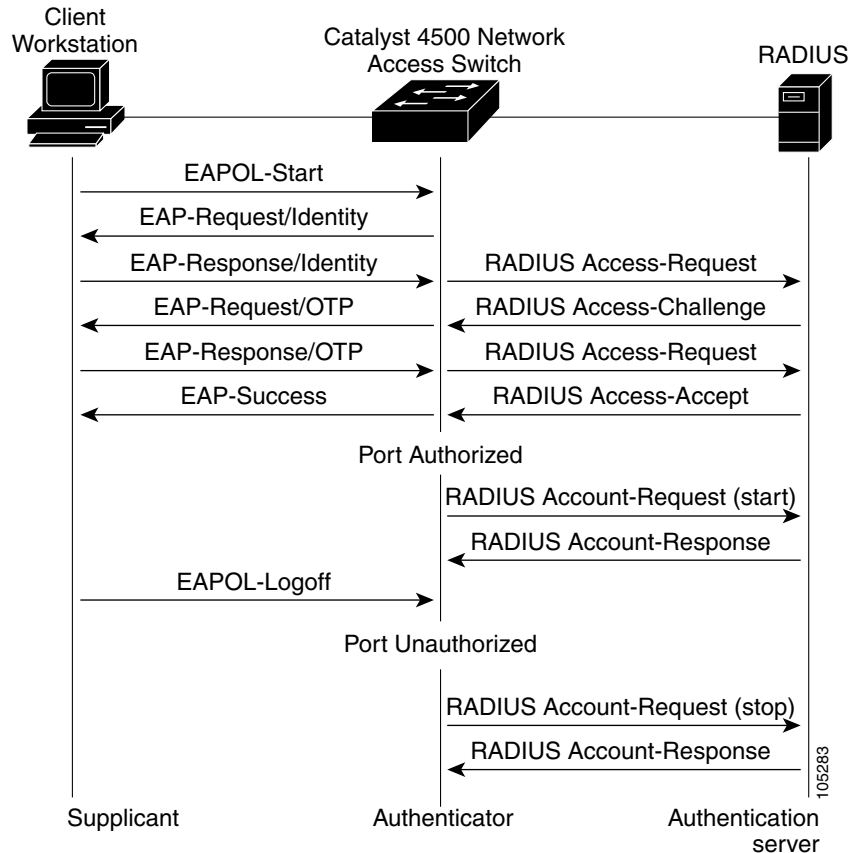 Client
Workstation
Catalyst 4500 Network
Access Switch
RADIUS
EAPOL-Start
EAP-Request/Identity
EAP-Response/Identity
RADIUS Access-Request
EAP-Request/OTP
RADIUS Access-Challenge
EAP-Response/OTP
RADIUS Access-Request
EAP-Success
RADIUS Access-Accept
Port Authorized
RADIUS Account-Request (start)
RADIUS Account-Response
EAPOL-Logoff
Port Unauthorized
RADIUS Account-Request (stop)
RADIUS Account-Response
105283
Supplicant
Authenticator
Authentication
server